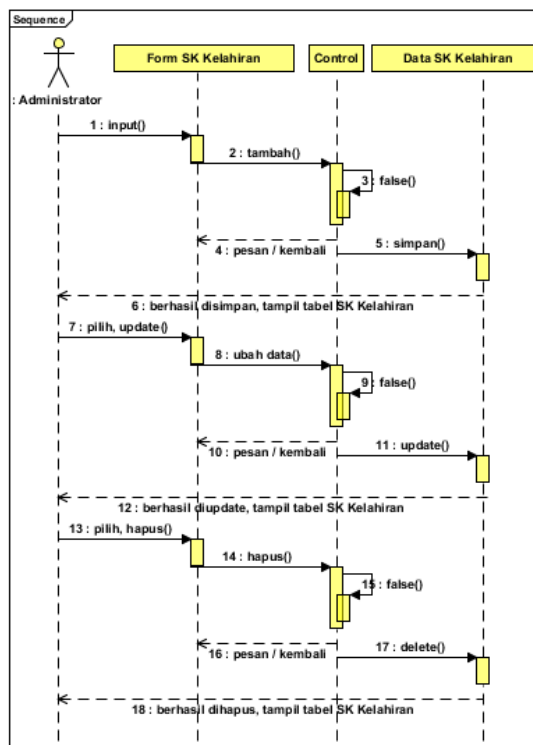 Sequence
Form SK Kelahiran
Control
Data SK Kelahiran
: Administrator
1 : input()
2 : tambah()
3 : false()
4 : pesan / kembali
5 : simpan()
6 : berhasil disimpan, tampil tabel SK Kelahiran
7 : pilih, update()
8 : ubah data()
9 : false()
10 : pesan / kembali
11 : update()
12 : berhasil diupdate, tampil tabel SK Kelahiran
13 : pilih, hapus()
14 : hapus()
15 : false()
16 : pesan / kembali
17 : delete()
18 : berhasil dihapus, tampil tabel SK Kelahiran